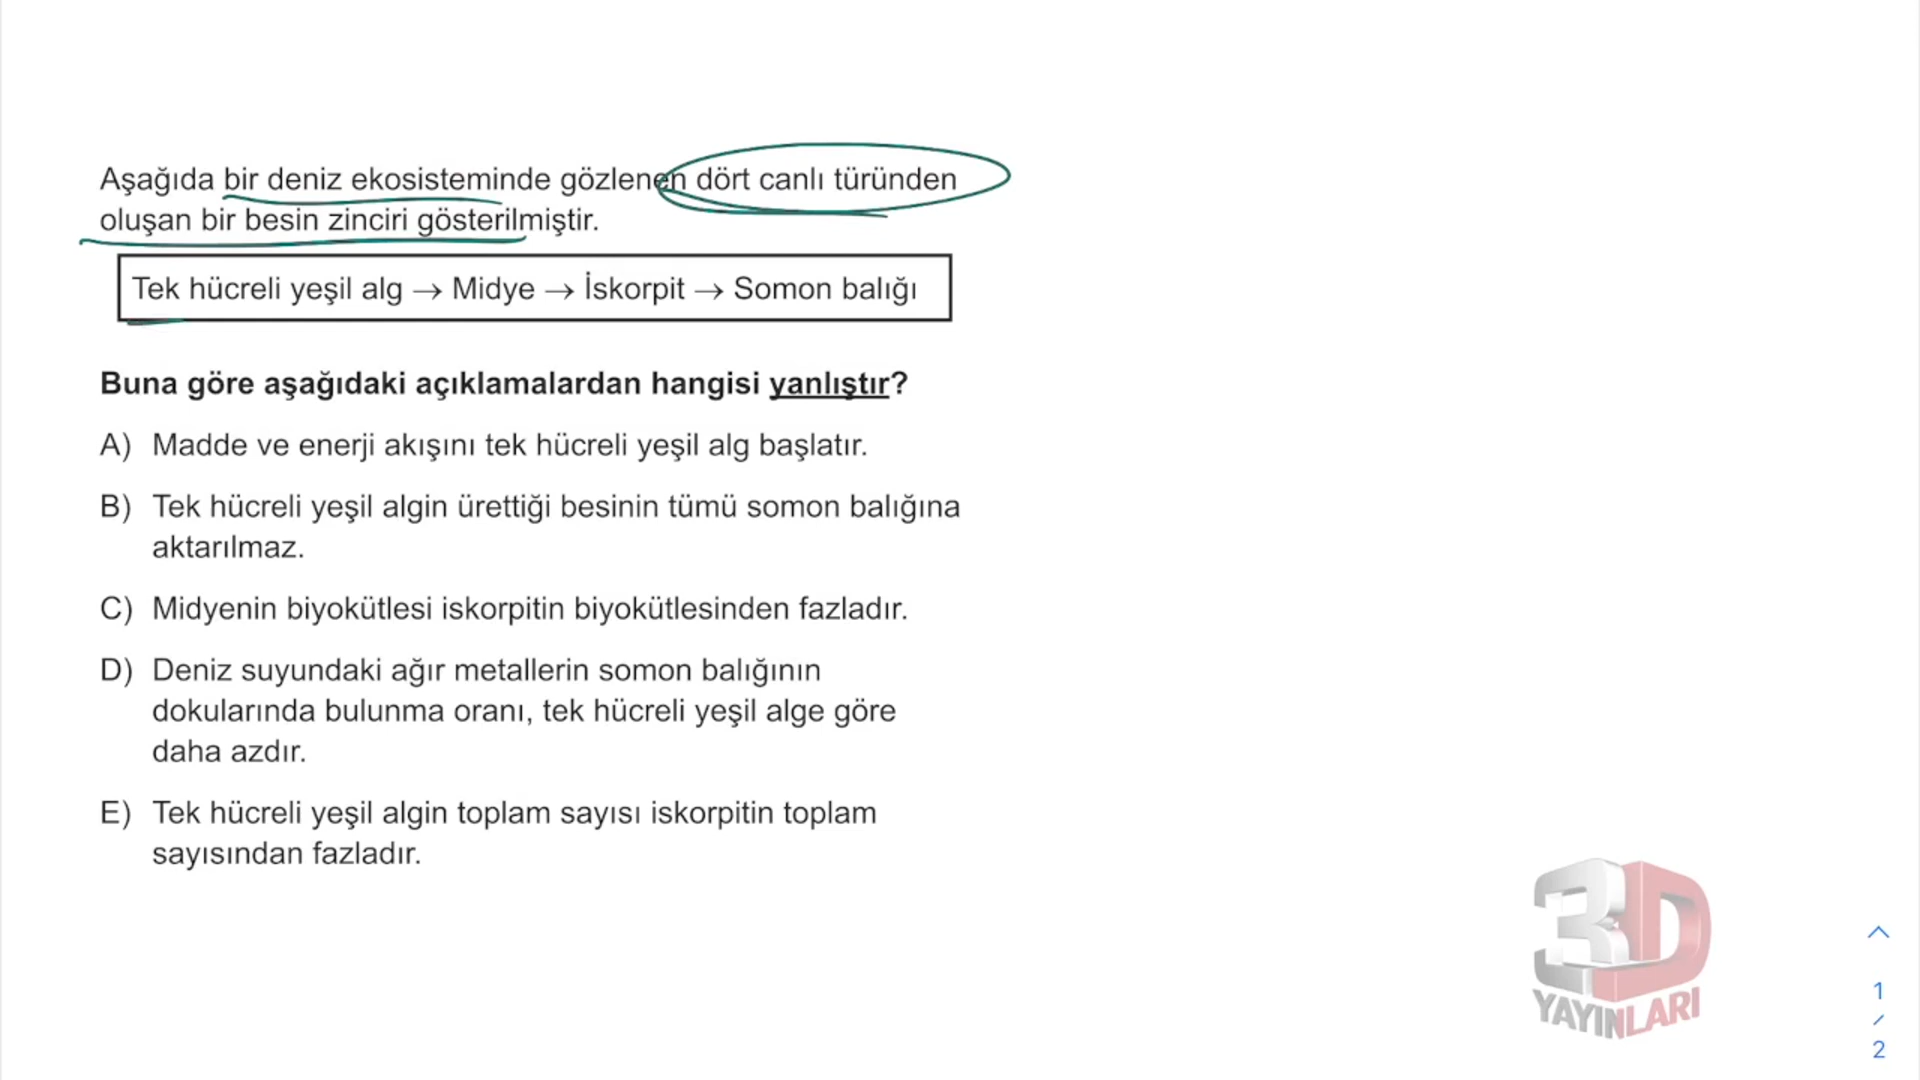 Aşağıda bir deniz ekosisteminde gözlenen dört canlı türünden
oluşan bir besin zinciri gösterilmiştir.
Tek hücreli yeşil alg → Midye → İskorpit → Somon balığı
Buna göre aşağıdaki açıklamalardan hangisi yanlıştır?
A) Madde ve enerji akışını tek hücreli yeşil alg başlatır.
B) Tek hücreli yeşil algin ürettiği besinin tümü somon balığına
aktarılmaz.
C) Midyenin biyokütlesi iskorpitin biyokütlesinden fazladır.
D) Deniz suyundaki ağır metallerin somon balığının
dokularında bulunma oranı, tek hücreli yeşil alge göre
daha azdır.
E) Tek hücreli yeşil algin toplam sayısı iskorpitin toplam
sayısından fazladır.
3D
YAYINLARI
1
/
2